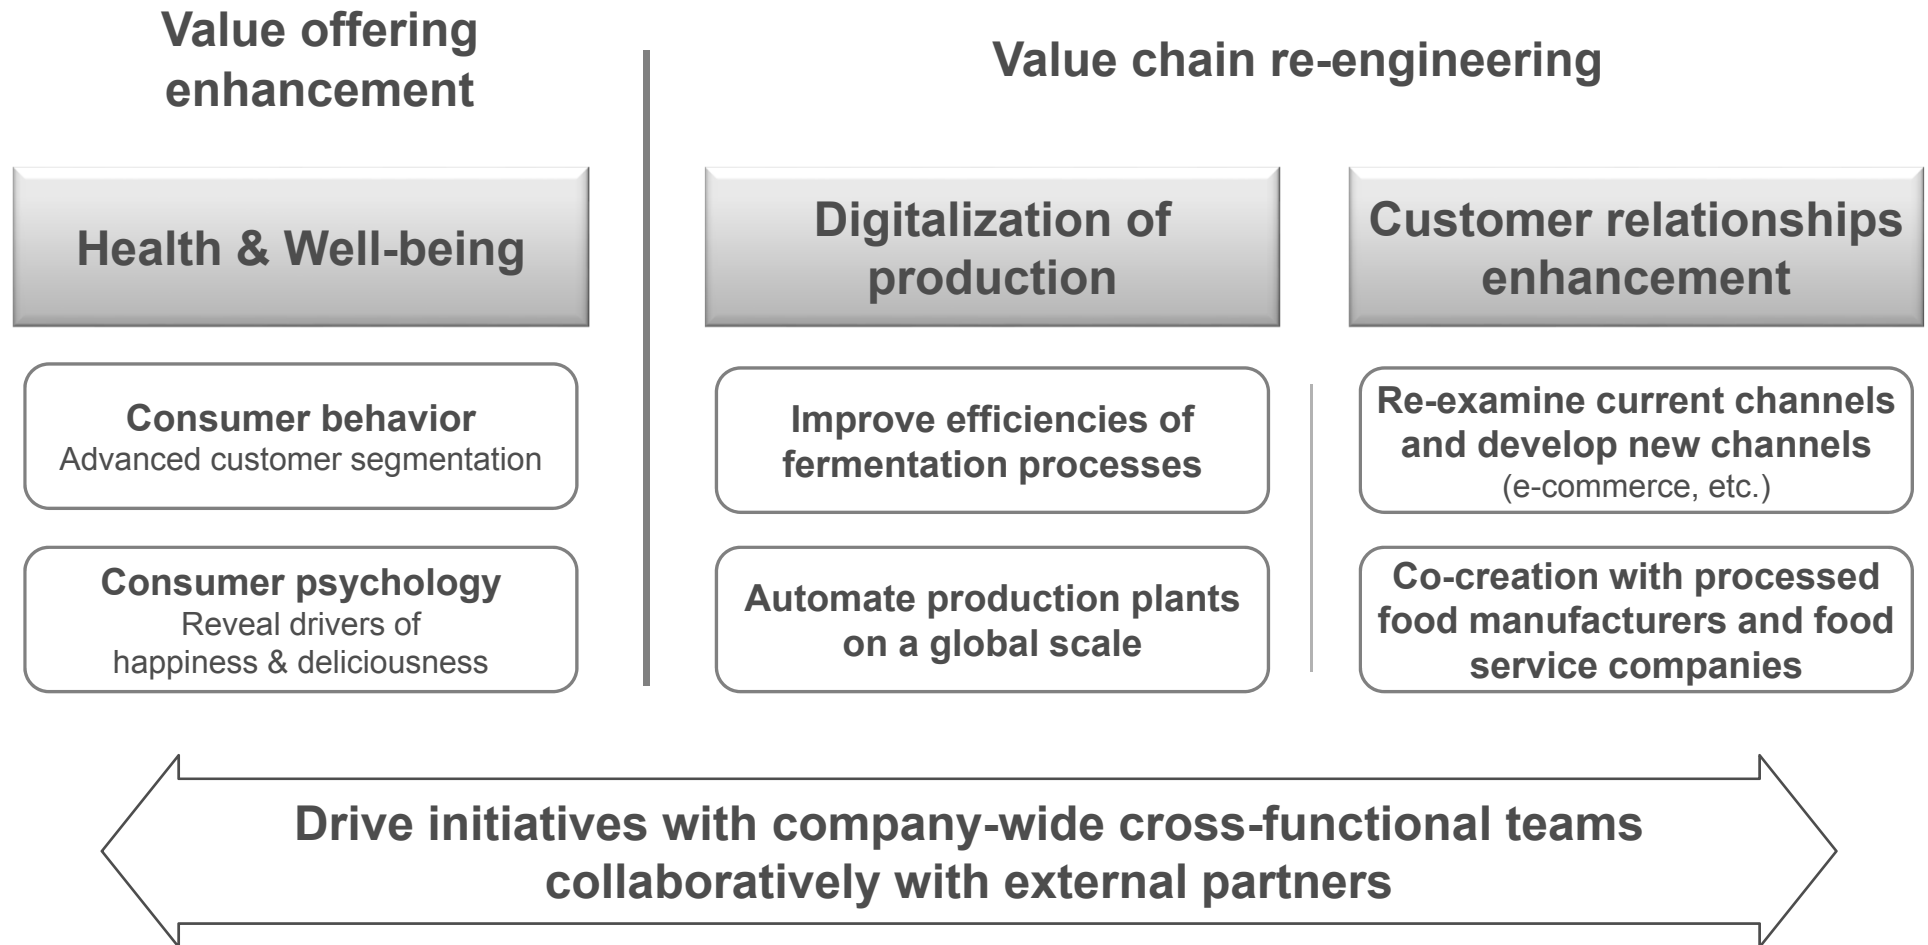 Value offering
enhancement
Value chain re-engineering
Health & Well-being
Consumer behavior
Advanced customer segmentation
Consumer psychology
Reveal drivers of
happiness & deliciousness
Digitalization of
production
Improve efficiencies of
fermentation processes
Automate production plants
on a global scale
Customer relationships
enhancement
Re-examine current channels
and develop new channels
(e-commerce, etc.)
Co-creation with processed
food manufacturers and food
service companies
Drive initiatives with company-wide cross-functional teams
collaboratively with external partners